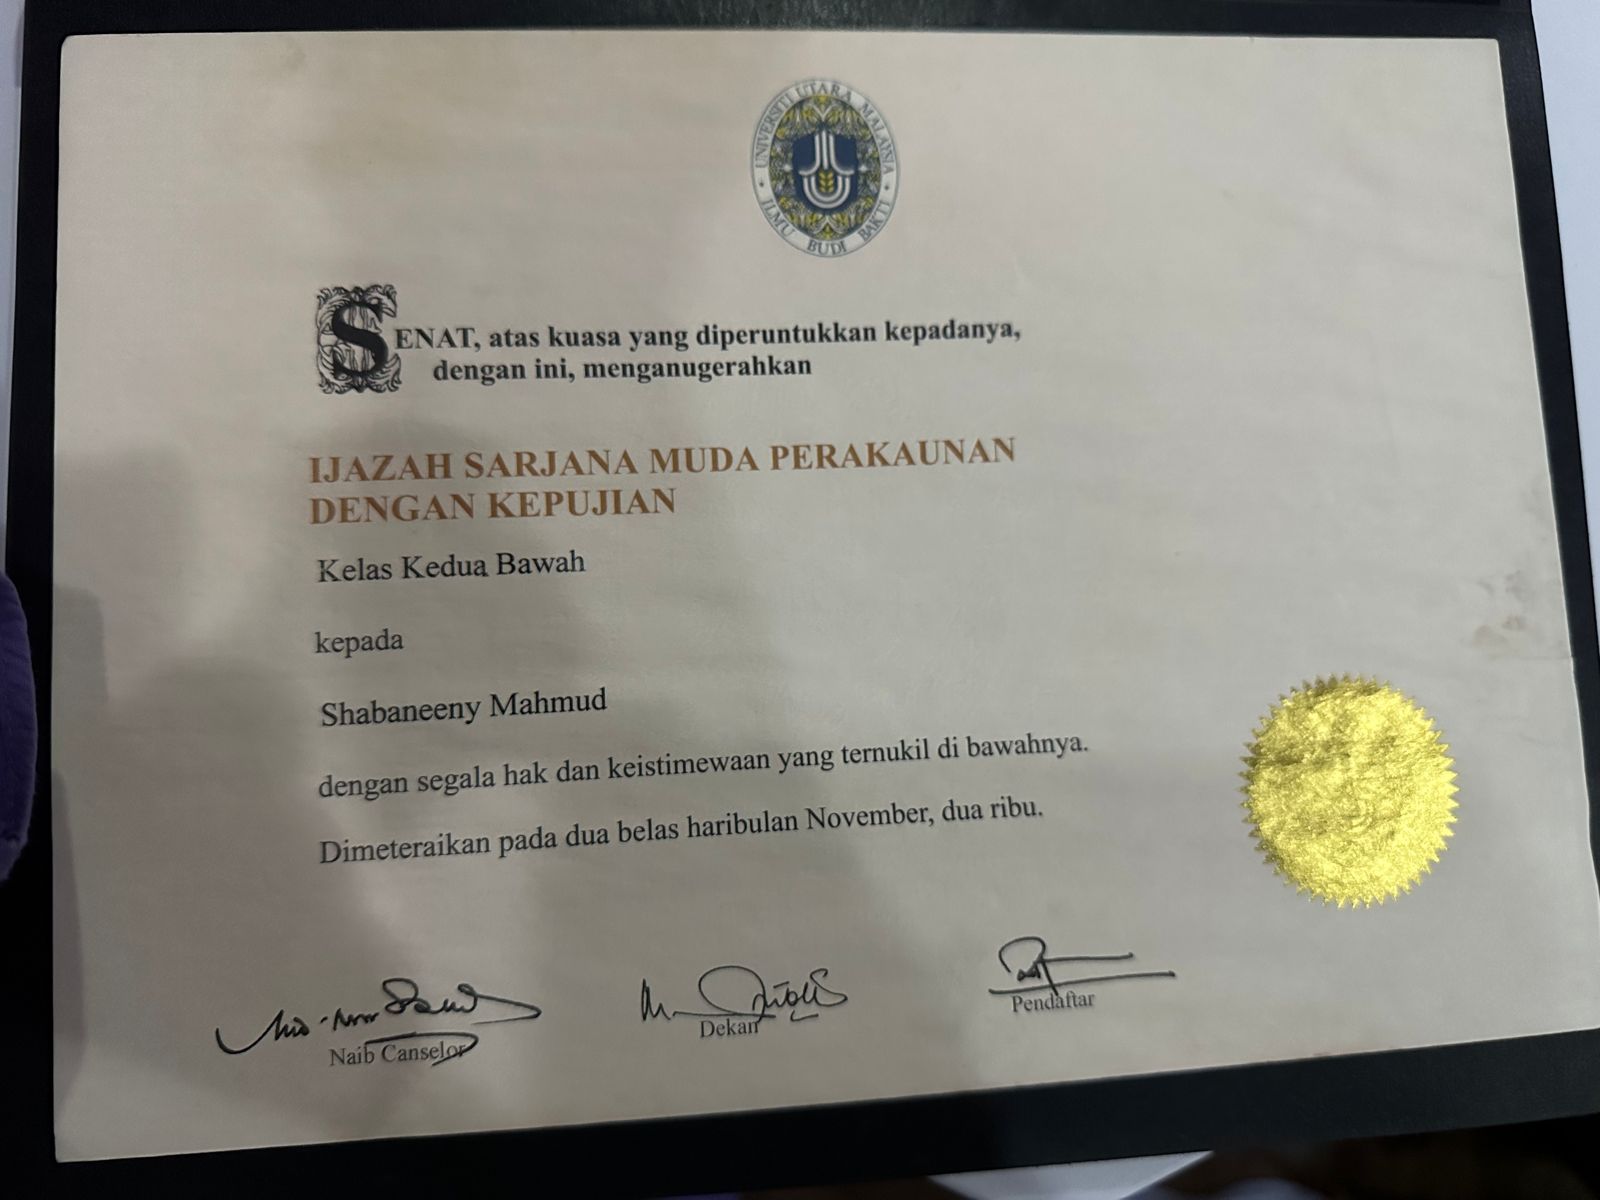 UNIVERSITI UTARA MALAYSIA
ILMU BUDI BAKTI
SENAT, atas kuasa yang diperuntukkan kepadanya,
dengan ini, menganugerahkan
IJAZAH SARJANA MUDA PERAKAUNAN
DENGAN KEPUJIAN
Kelas Kedua Bawah
kepada
Shabaneeny Mahmud
dengan segala hak dan keistimewaan yang ternukil di bawahnya.
Dimeteraikan pada dua belas haribulan November, dua ribu.
Naib Canselor
Dekan
Pendaftar